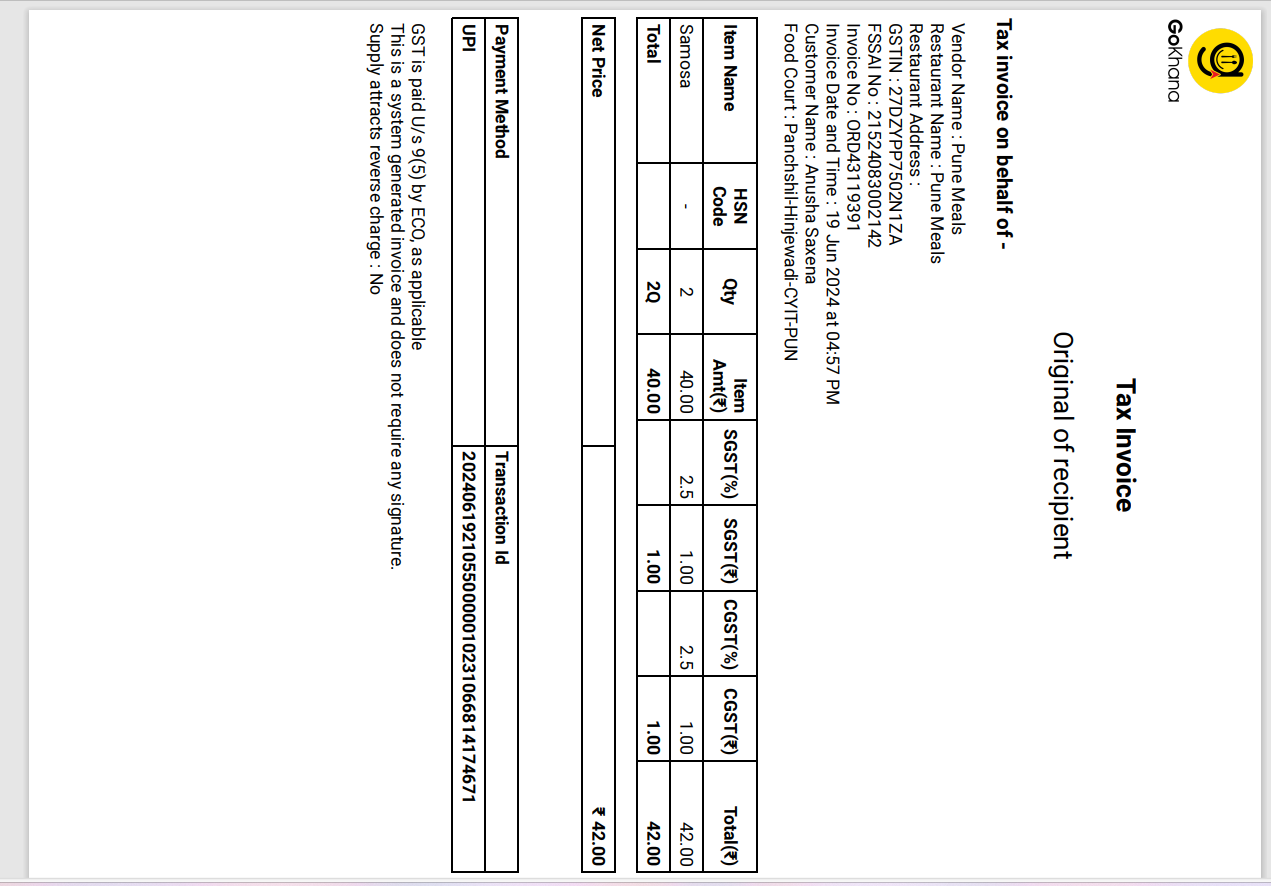 GoKhana
Tax Invoice
Original of recipient
Tax invoice on behalf of -
Vendor Name : Pune Meals
Restaurant Name : Pune Meals
Restaurant Address :
GSTIN : 27DZYPP7502N1ZA
FSSAI No : 21524083002142
Invoice No : ORD43119391
Invoice Date and Time : 19 Jun 2024 at 04:57 PM
Customer Name : Anusha Saxena
Food Court : Panchshil-Hinjewadi-CYIT-PUN
Item Name HSN Code Qty Item Amt(₹) SGST(%) SGST(₹) CGST(%) CGST(₹) Total(₹)
Samosa - 2 40.00 2.5 1.00 2.5 1.00 42.00
Total 2Q 40.00 1.00 1.00 42.00
Net Price ₹ 42.00
Payment Method Transaction Id
UPI 20240619210550000010231066814174671
GST is paid U/s 9(5) by ECO, as applicable
This is a system generated invoice and does not require any signature.
Supply attracts reverse charge : No